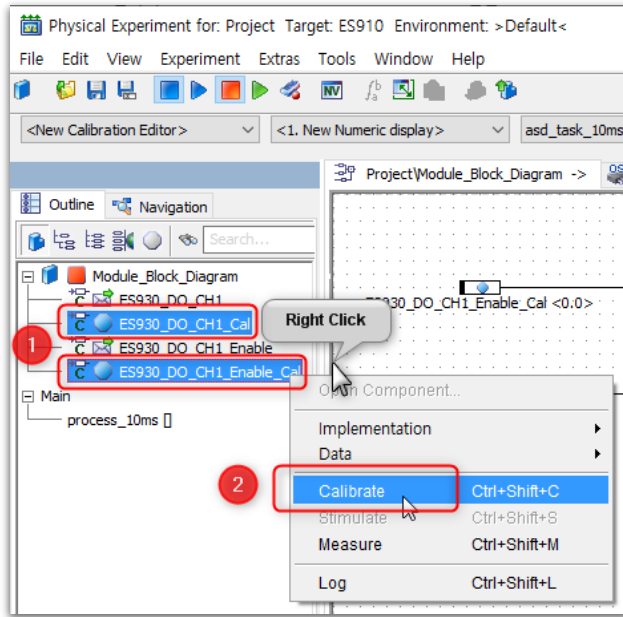 Physical Experiment for: Project Target: ES910 Environment: >Default<
File Edit View Experiment Extras Tools Window Help
<New Calibration Editor> <1. New Numeric display> asd_task_10ms
Project\Module_Block_Diagram ->
Outline Navigation
Search...
Module_Block_Diagram
ES930_DO_CH1
ES930_DO_CH1_Cal
ES930_DO_CH1_Enable
ES930_DO_CH1_Enable_Cal
Main
process_10ms []
ES930_DO_CH1_Enable_Cal <0.0>
Right Click
1
2
Open Component...
Implementation
Data
Calibrate Ctrl+Shift+C
Stimulate Ctrl+Shift+S
Measure Ctrl+Shift+M
Log Ctrl+Shift+L